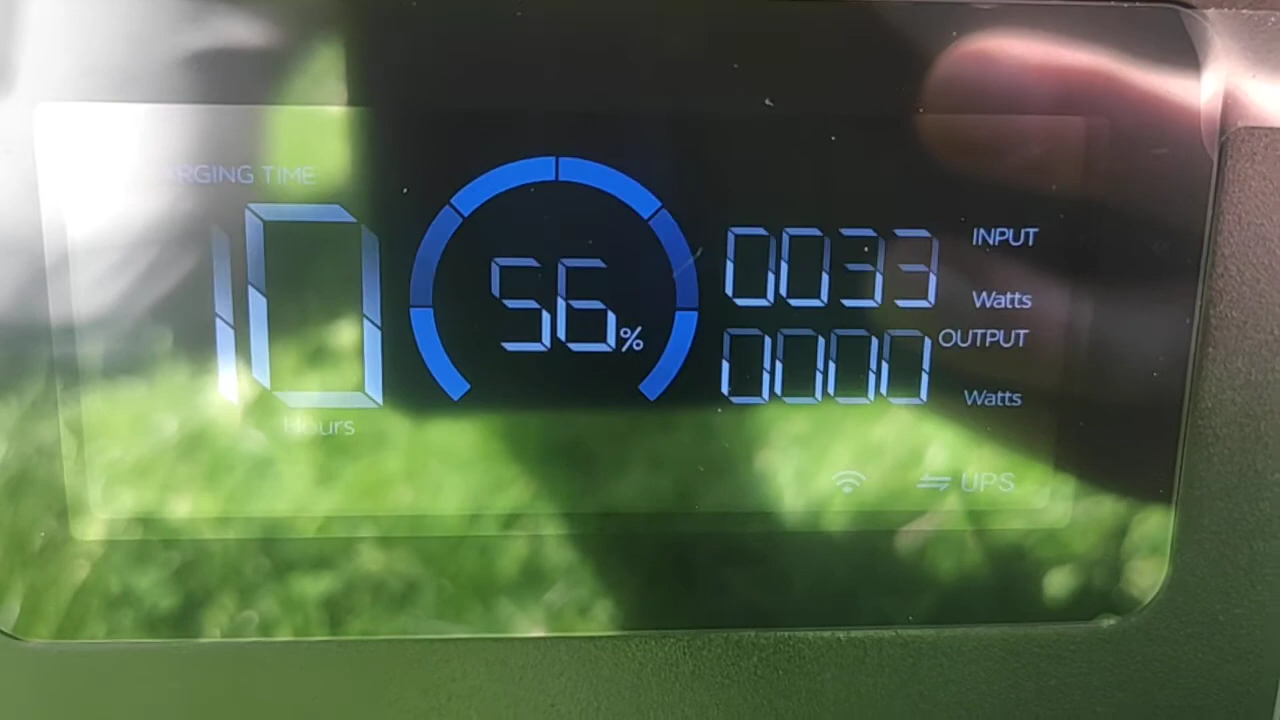 RGING TIME
10
Hours
56%
0033 INPUT
Watts
0000 OUTPUT
Watts
UPS